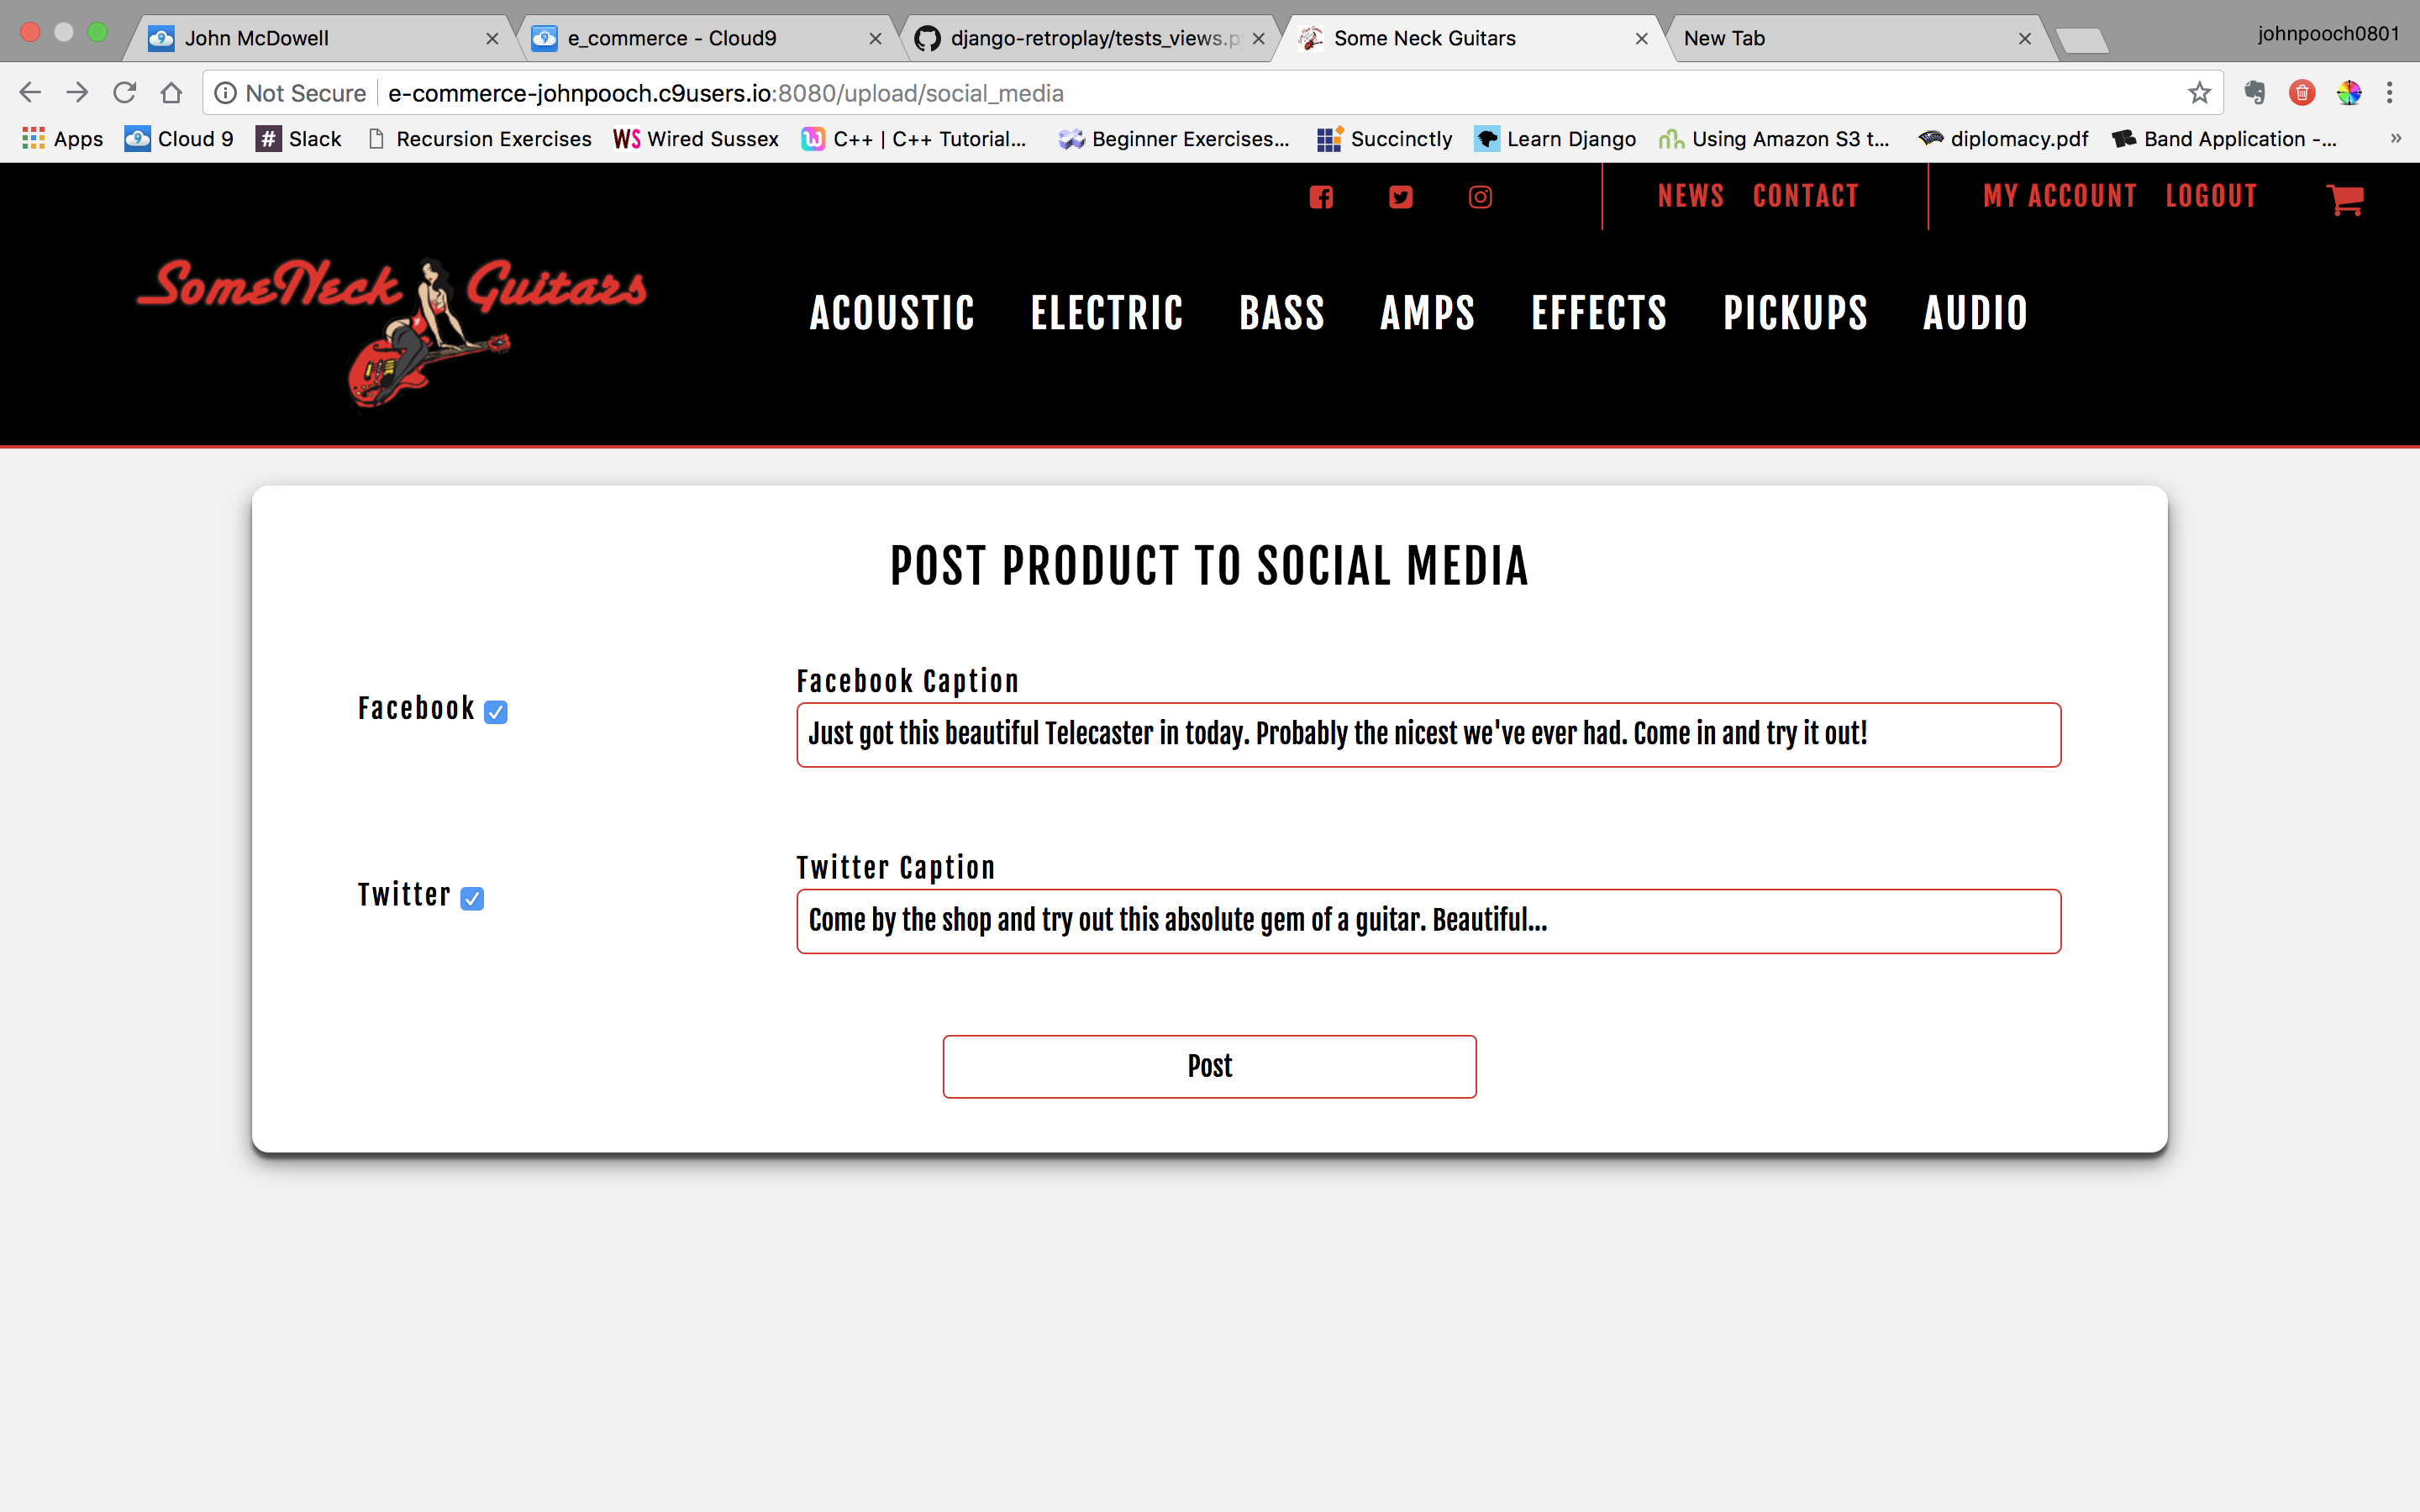 John McDowell
e_commerce - Cloud9
django-retroplay/tests_views.p
Some Neck Guitars
New Tab
johnpooch0801
Not Secure
e-commerce-johnpooch.c9users.io:8080/upload/social_media
Apps
Cloud 9
Slack
Recursion Exercises
WS Wired Sussex
C++ | C++ Tutorial...
Beginner Exercises...
Succinctly
Learn Django
Using Amazon S3 t...
diplomacy.pdf
Band Application -...
»
NEWS
CONTACT
MY ACCOUNT
LOGOUT
SomeNeck Guitars
ACOUSTIC
ELECTRIC
BASS
AMPS
EFFECTS
PICKUPS
AUDIO
POST PRODUCT TO SOCIAL MEDIA
Facebook
Facebook Caption
Just got this beautiful Telecaster in today. Probably the nicest we've ever had. Come in and try it out!
Twitter
Twitter Caption
Come by the shop and try out this absolute gem of a guitar. Beautiful...
Post